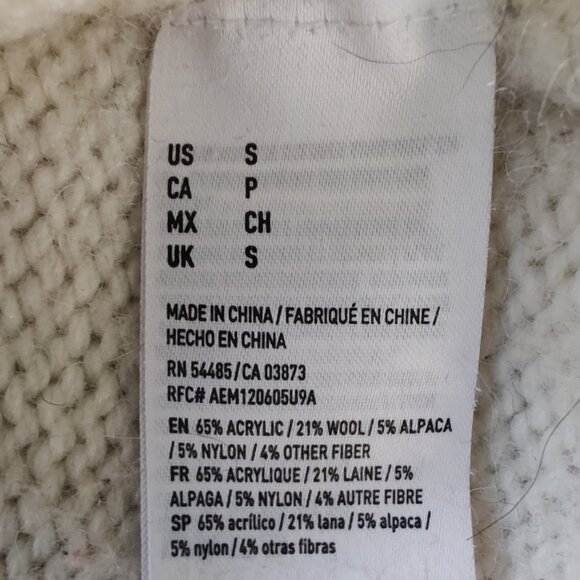 US S
CA P
MX CH
UK S
MADE IN CHINA / FABRIQUÉ EN CHINE /
HECHO EN CHINA
RN 54485 / CA 03873
RFC# AEM120605U9A
EN 65% ACRYLIC / 21% WOOL / 5% ALPACA
/ 5% NYLON / 4% OTHER FIBER
FR 65% ACRYLIQUE / 21% LAINE / 5%
ALPAGA / 5% NYLON / 4% AUTRE FIBRE
SP 65% acrílico / 21% lana / 5% alpaca /
5% nylon / 4% otras fibras